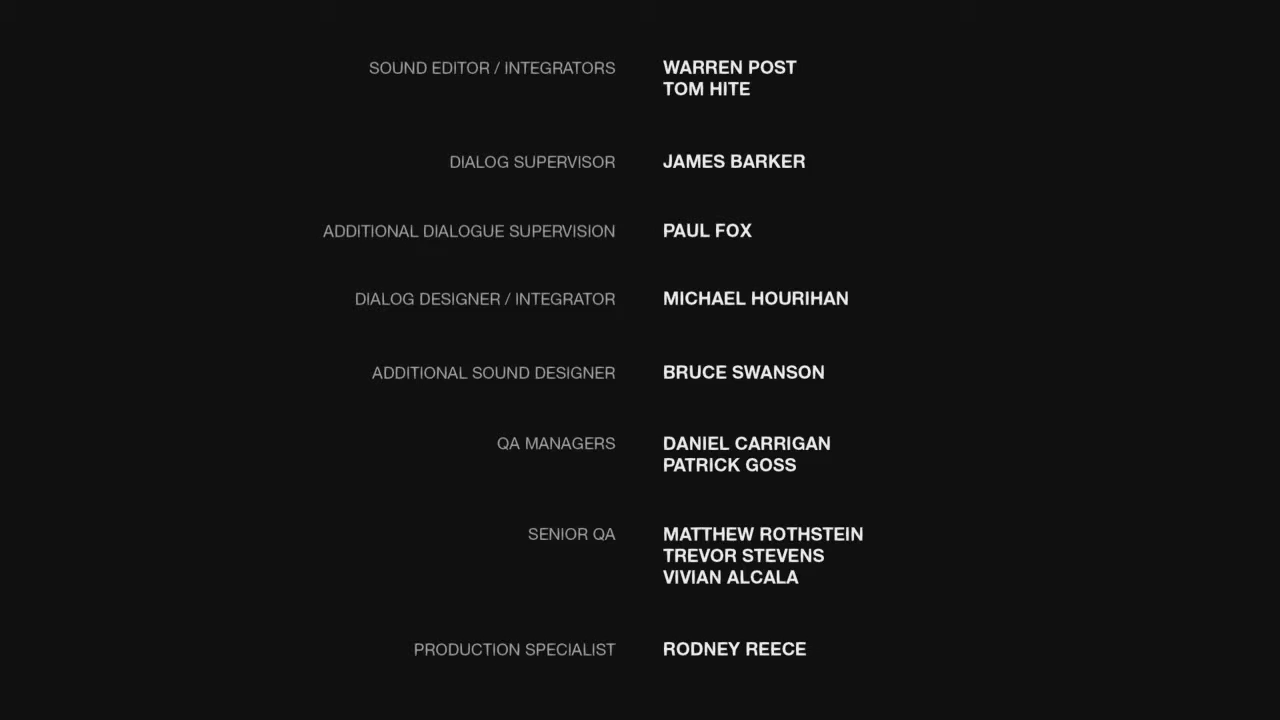 SOUND EDITOR / INTEGRATORS WARREN POST
TOM HITE
DIALOG SUPERVISOR JAMES BARKER
ADDITIONAL DIALOGUE SUPERVISION PAUL FOX
DIALOG DESIGNER / INTEGRATOR MICHAEL HOURIHAN
ADDITIONAL SOUND DESIGNER BRUCE SWANSON
QA MANAGERS DANIEL CARRIGAN
PATRICK GOSS
SENIOR QA MATTHEW ROTHSTEIN
TREVOR STEVENS
VIVIAN ALCALA
PRODUCTION SPECIALIST RODNEY REECE